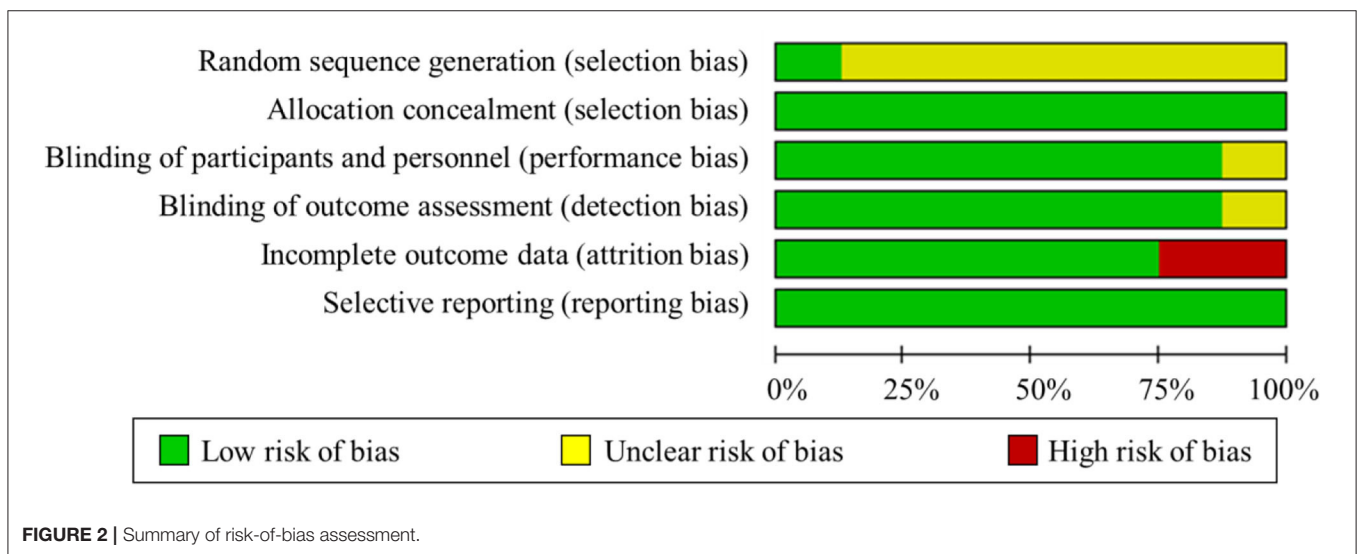 Random sequence generation (selection bias)
Allocation concealment (selection bias)
Blinding of participants and personnel (performance bias)
Blinding of outcome assessment (detection bias)
Incomplete outcome data (attrition bias)
Selective reporting (reporting bias)
0% 25% 50% 75% 100%
Low risk of bias Unclear risk of bias High risk of bias
FIGURE 2 | Summary of risk-of-bias assessment.